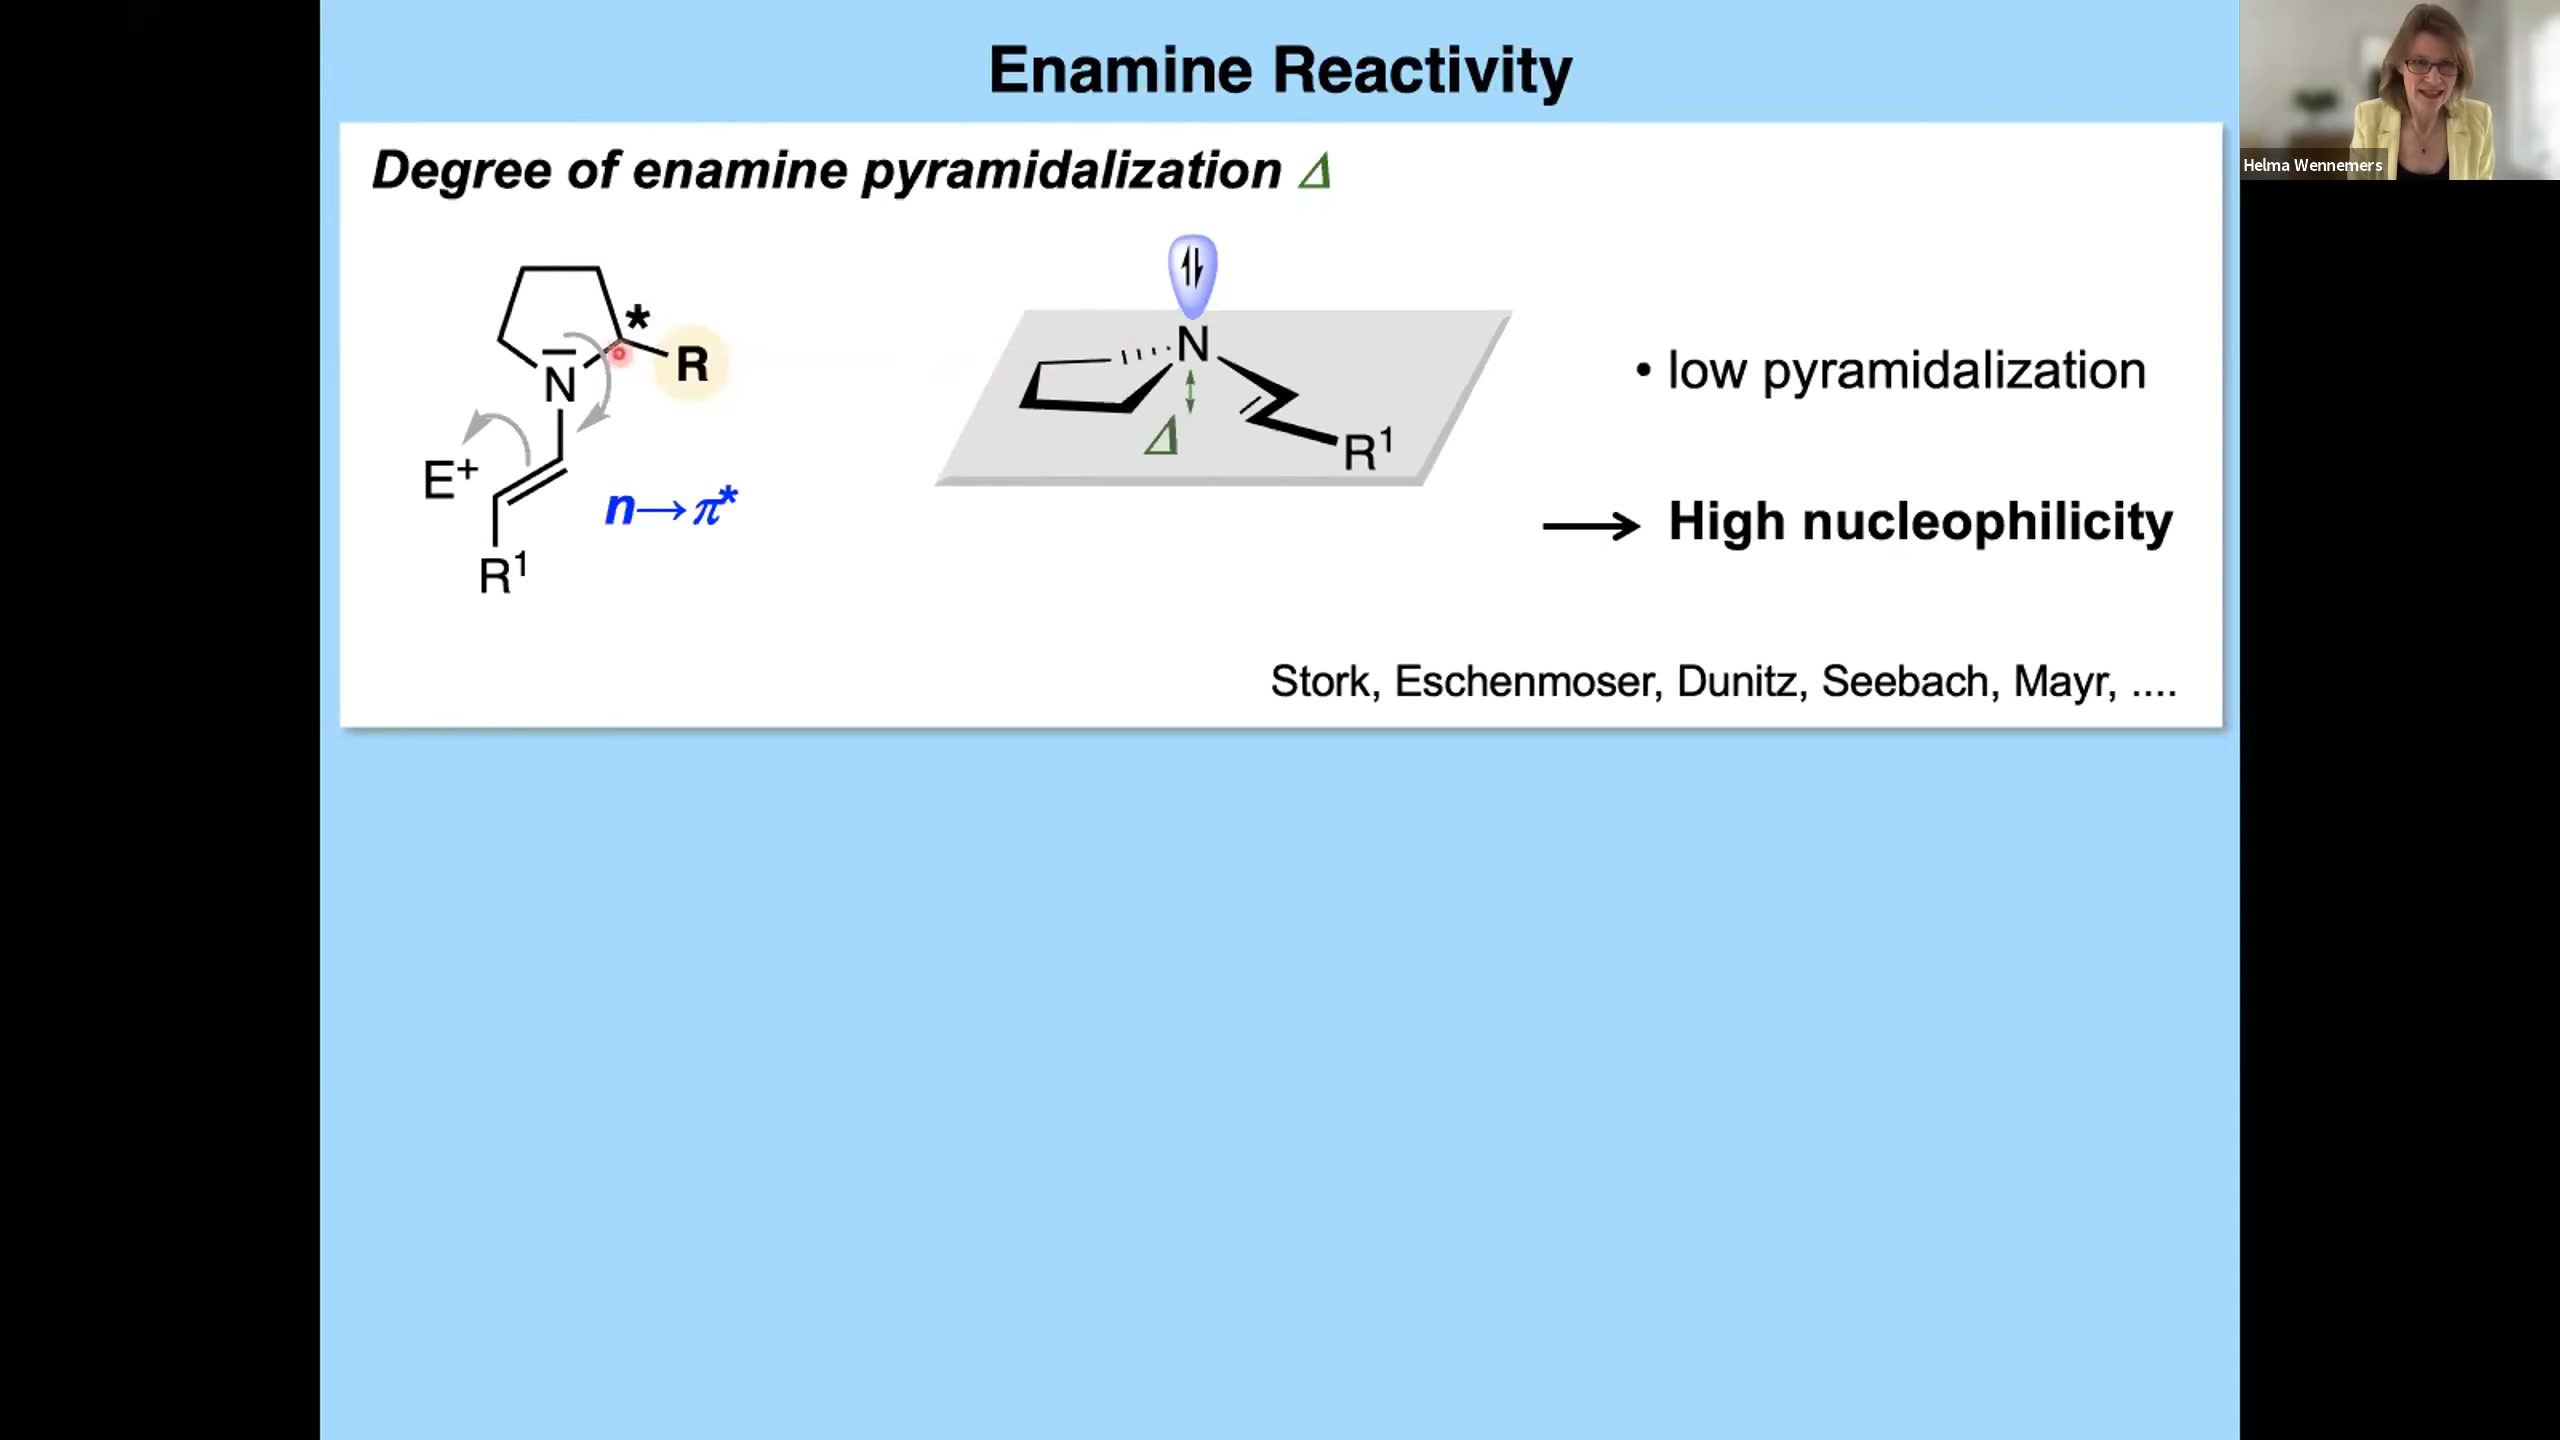 Enamine Reactivity
Helma Wennemers
Degree of enamine pyramidalization Δ
*
R
N
E⁺
n→π*
R¹
N
Δ
R¹
• low pyramidalization
→ High nucleophilicity
Stork, Eschenmoser, Dunitz, Seebach, Mayr, ....